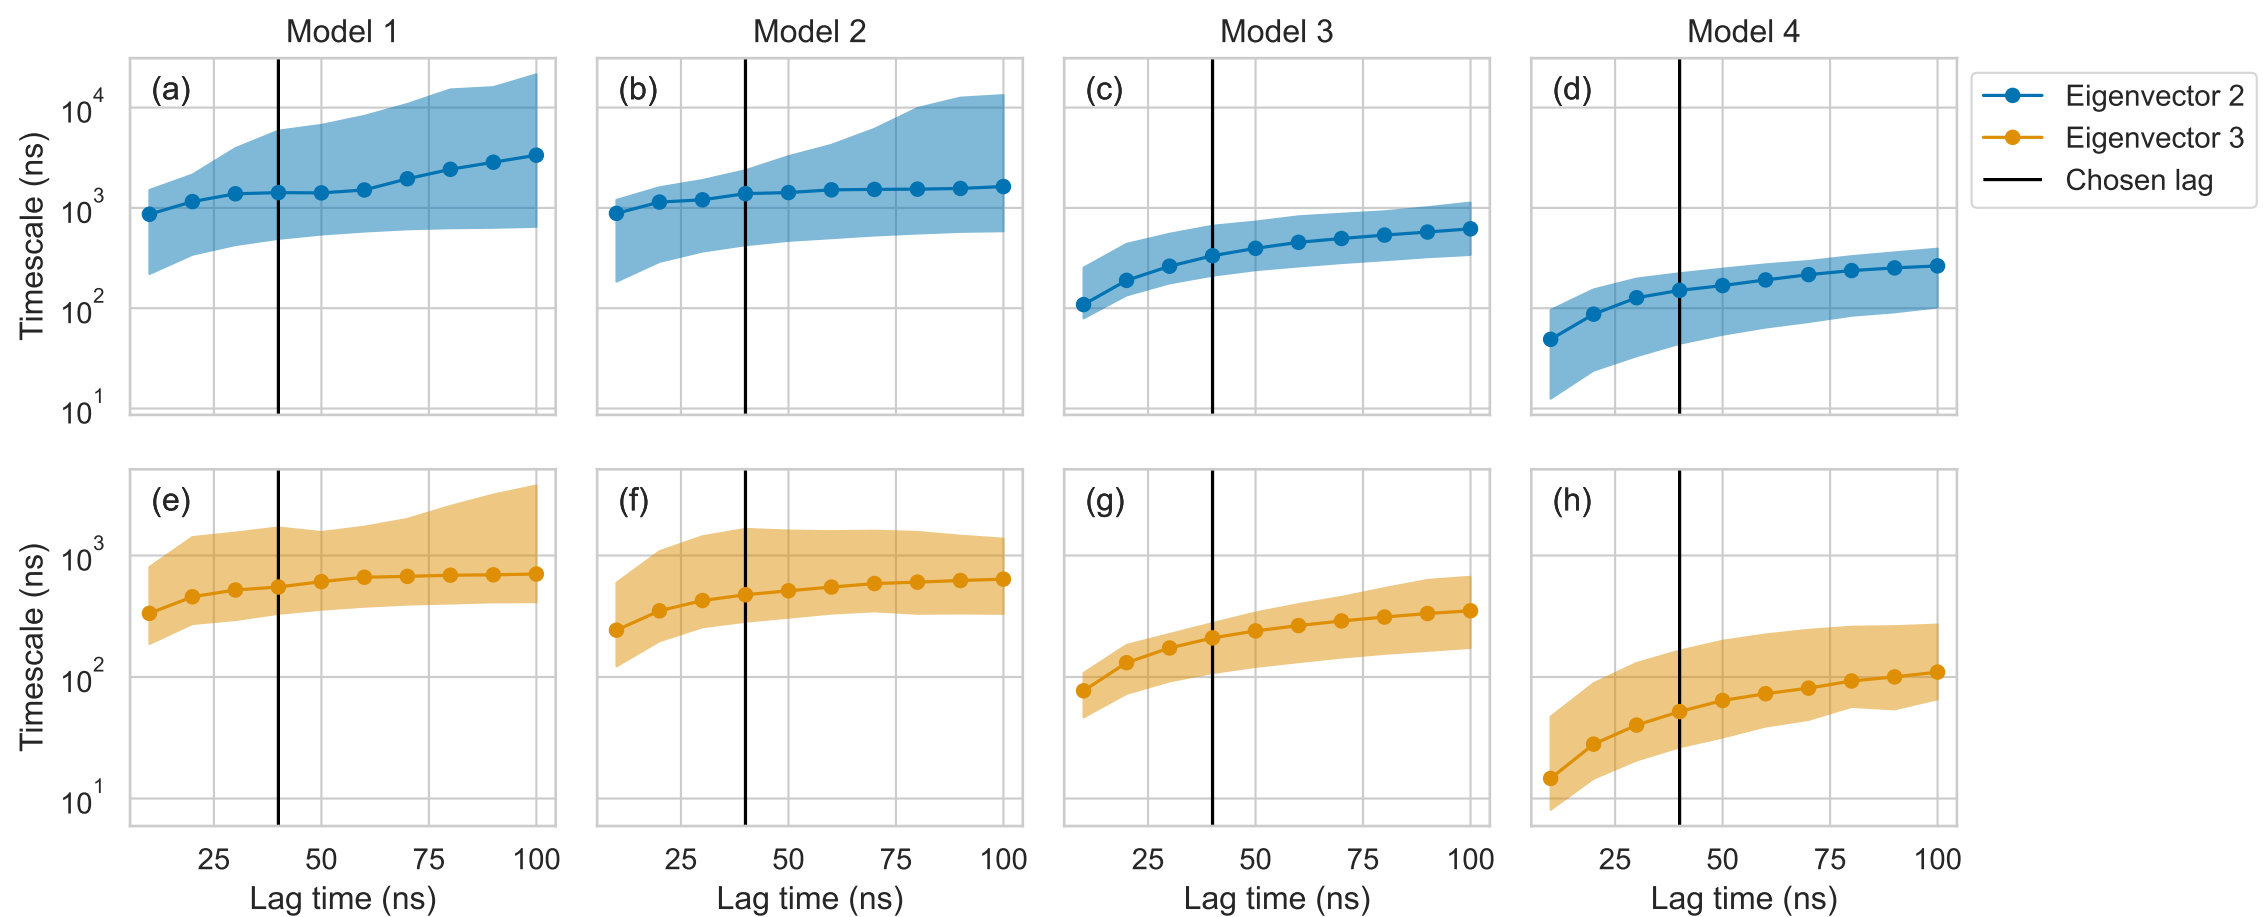 Model 1 Model 2 Model 3 Model 4
(a) (b) (c) (d)
Eigenvector 2
Eigenvector 3
Chosen lag
Timescale (ns)
10^4
10^3
10^2
10^1
(e) (f) (g) (h)
Timescale (ns)
10^3
10^2
10^1
25 50 75 100 25 50 75 100 25 50 75 100 25 50 75 100
Lag time (ns) Lag time (ns) Lag time (ns) Lag time (ns)